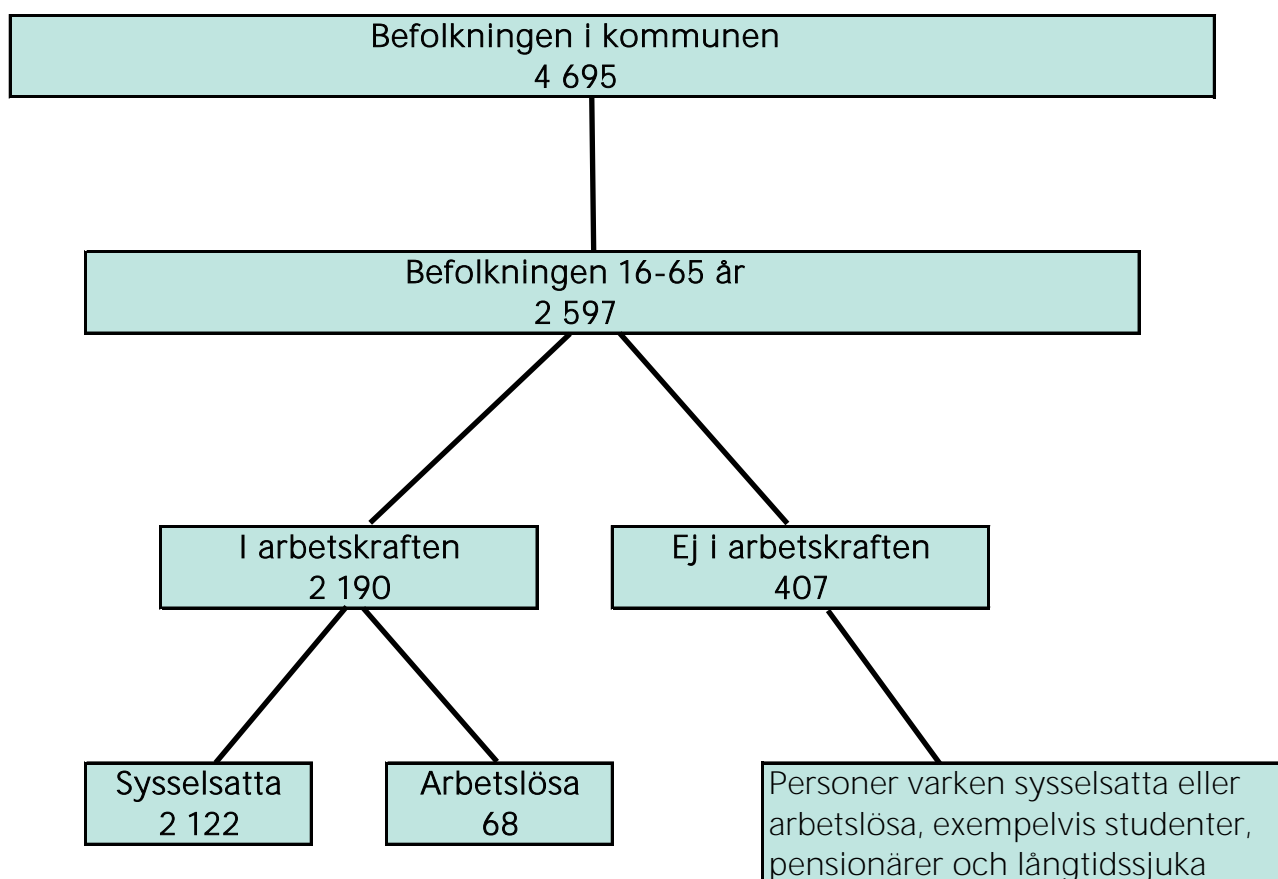 Befolkningen i kommunen
4 695
Befolkningen 16-65 år
2 597
I arbetskraften
2 190
Ej i arbetskraften
407
Sysselsatta
2 122
Arbetslösa
68
Personer varken sysselsatta eller
arbetslösa, exempelvis studenter,
pensionärer och långtidssjuka